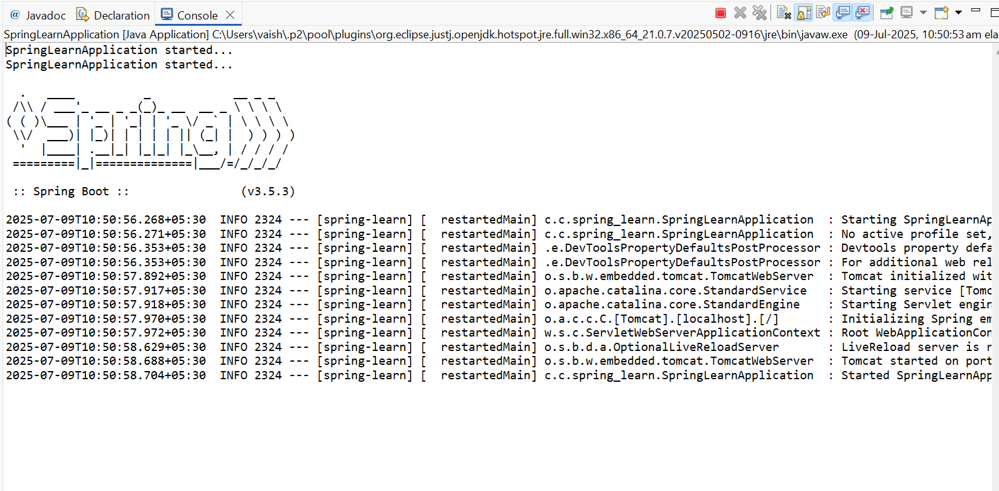 Javadoc Declaration Console
SpringLearnApplication [Java Application] C:\Users\vaish\.p2\pool\plugins\org.eclipse.justj.openjdk.hotspot.jre.full.win32.x86_64_21.0.7.v20250502-0916\jre\bin\javaw.exe (09-Jul-2025, 10:50:53 am ela
SpringLearnApplication started...
SpringLearnApplication started...
  .   ____          _            __ _ _
 /\\ / ___'_ __ _ _(_)_ __  __ _ \ \ \ \
( ( )\___ | '_ | '_| | '_ \/ _` | \ \ \ \
 \\/  ___)| |_)| | | | | || (_| |  ) ) ) )
  '  |____| .__|_| |_|_| |_\__, | / / / /
 =========|_|==============|___/=/_/_/_/
 :: Spring Boot ::                (v3.5.3)
2025-07-09T10:50:56.268+05:30  INFO 2324 --- [spring-learn] [  restartedMain] c.c.spring_learn.SpringLearnApplication  : Starting SpringLearnAp
2025-07-09T10:50:56.271+05:30  INFO 2324 --- [spring-learn] [  restartedMain] c.c.spring_learn.SpringLearnApplication  : No active profile set,
2025-07-09T10:50:56.353+05:30  INFO 2324 --- [spring-learn] [  restartedMain] .e.DevToolsPropertyDefaultsPostProcessor : Devtools property defa
2025-07-09T10:50:56.353+05:30  INFO 2324 --- [spring-learn] [  restartedMain] .e.DevToolsPropertyDefaultsPostProcessor : For additional web rel
2025-07-09T10:50:57.892+05:30  INFO 2324 --- [spring-learn] [  restartedMain] o.s.b.w.embedded.tomcat.TomcatWebServer  : Tomcat initialized wit
2025-07-09T10:50:57.917+05:30  INFO 2324 --- [spring-learn] [  restartedMain] o.apache.catalina.core.StandardService   : Starting service [Tomc
2025-07-09T10:50:57.918+05:30  INFO 2324 --- [spring-learn] [  restartedMain] o.apache.catalina.core.StandardEngine    : Starting Servlet engin
2025-07-09T10:50:57.970+05:30  INFO 2324 --- [spring-learn] [  restartedMain] o.a.c.c.C.[Tomcat].[localhost].[/]       : Initializing Spring em
2025-07-09T10:50:57.972+05:30  INFO 2324 --- [spring-learn] [  restartedMain] w.s.c.ServletWebServerApplicationContext : Root WebApplicationCon
2025-07-09T10:50:58.629+05:30  INFO 2324 --- [spring-learn] [  restartedMain] o.s.b.d.a.OptionalLiveReloadServer       : LiveReload server is r
2025-07-09T10:50:58.688+05:30  INFO 2324 --- [spring-learn] [  restartedMain] o.s.b.w.embedded.tomcat.TomcatWebServer  : Tomcat started on port
2025-07-09T10:50:58.704+05:30  INFO 2324 --- [spring-learn] [  restartedMain] c.c.spring_learn.SpringLearnApplication  : Started SpringLearnApp